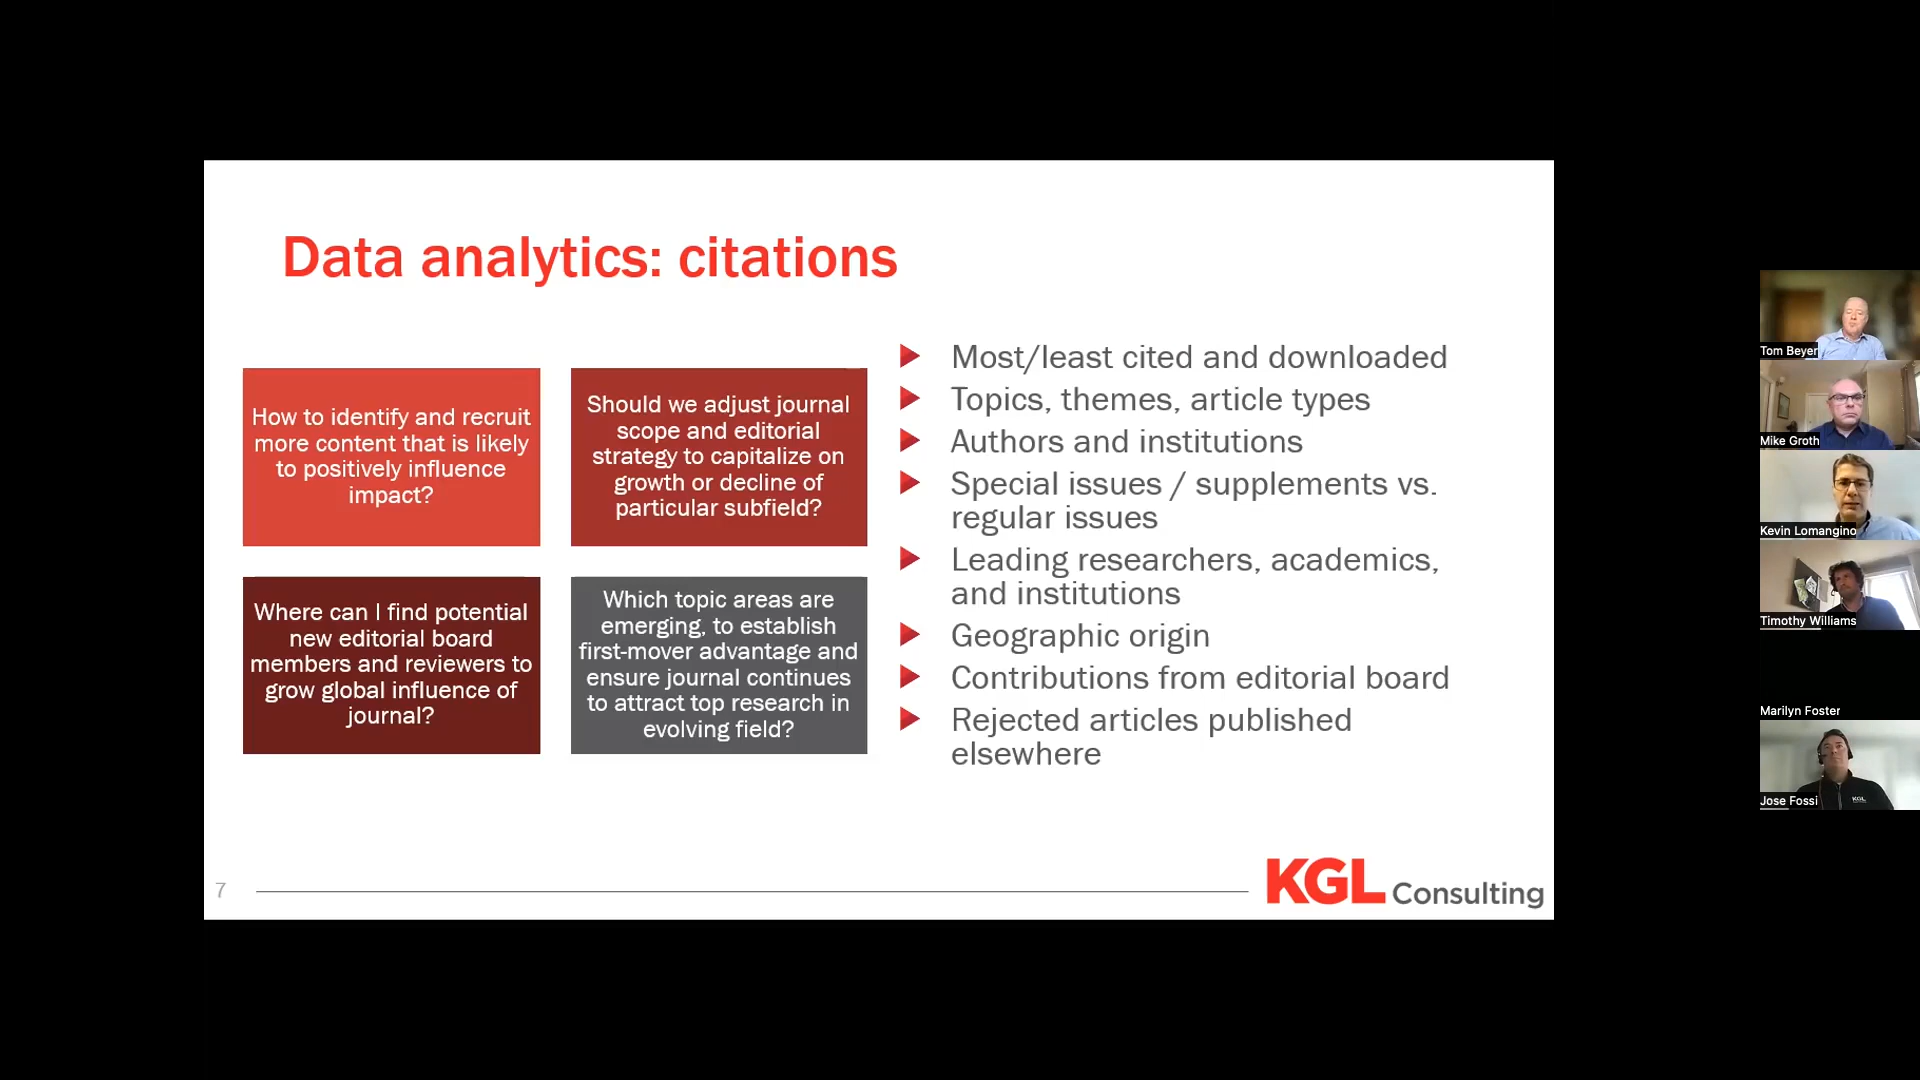 Data analytics: citations
How to identify and recruit
more content that is likely
to positively influence
impact?
Should we adjust journal
scope and editorial
strategy to capitalize on
growth or decline of
particular subfield?
Where can I find potential
new editorial board
members and reviewers to
grow global influence of
journal?
Which topic areas are
emerging, to establish
first-mover advantage and
ensure journal continues
to attract top research in
evolving field?
Most/least cited and downloaded
Topics, themes, article types
Authors and institutions
Special issues / supplements vs.
regular issues
Leading researchers, academics,
and institutions
Geographic origin
Contributions from editorial board
Rejected articles published
elsewhere
7
KGL Consulting
Tom Beyer
Mike Groth
Kevin Lomangino
Timothy Williams
Marilyn Foster
KGL
Jose Fossi